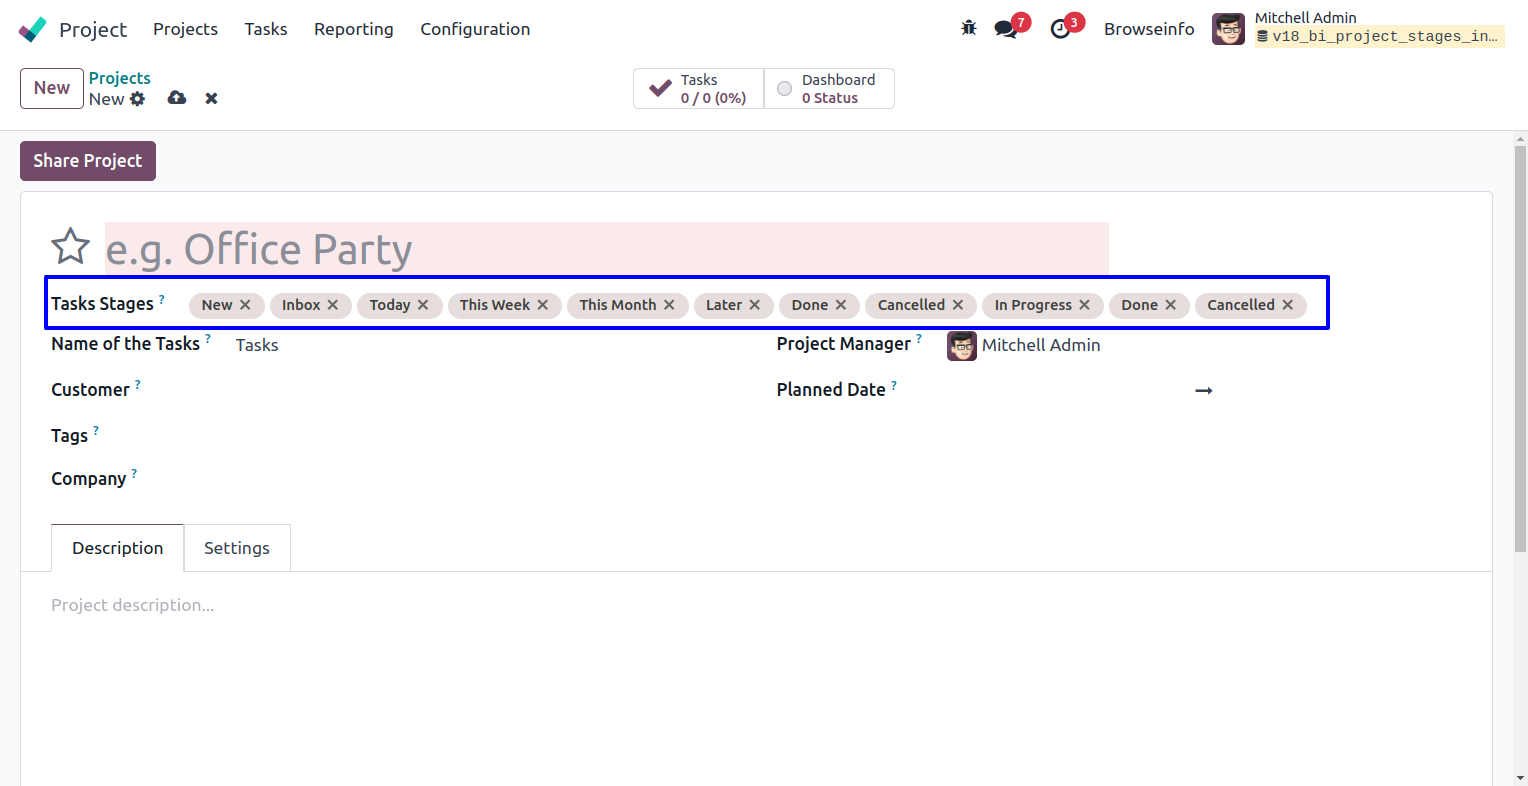 Project Projects Tasks Reporting Configuration 7 3 Browseinfo Mitchell Admin
v18_bi_project_stages_in…
New Projects
New
Tasks
0 / 0 (0%)
Dashboard
0 Status
Share Project
e.g. Office Party
Tasks Stages ? New Inbox Today This Week This Month Later Done Cancelled In Progress Done Cancelled
Name of the Tasks ? Tasks Project Manager ? Mitchell Admin
Customer ? Planned Date ?
Tags ?
Company ?
Description Settings
Project description...